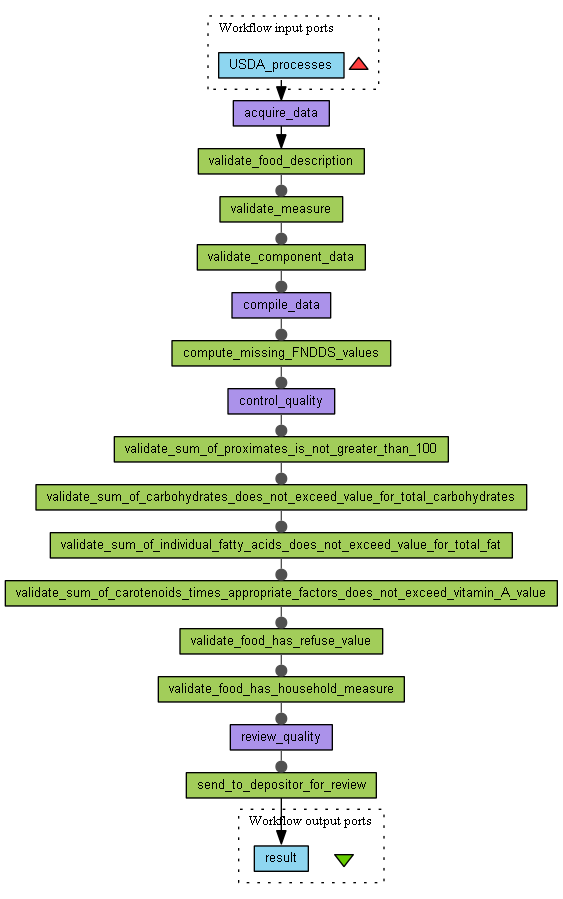 Workflow input ports
USDA_processes
acquire_data
validate_food_description
validate_measure
validate_component_data
compile_data
compute_missing_FNDDS_values
control_quality
validate_sum_of_proximates_is_not_greater_than_100
validate_sum_of_carbohydrates_does_not_exceed_value_for_total_carbohydrates
validate_sum_of_individual_fatty_acids_does_not_exceed_value_for_total_fat
validate_sum_of_carotenoids_times_appropriate_factors_does_not_exceed_vitamin_A_value
validate_food_has_refuse_value
validate_food_has_household_measure
review_quality
send_to_depositor_for_review
Workflow output ports
result